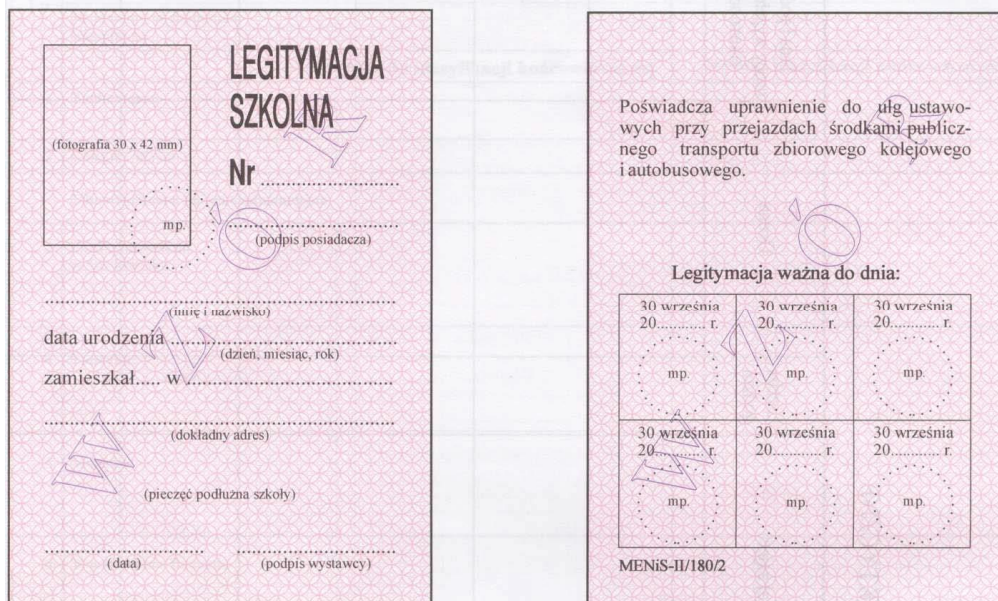 LEGITYMACJA
SZKOLNA
(fotografia 30 x 42 mm)
Nr ....................................
mp.
....................................
(podpis posiadacza)
....................................
(imię i nazwisko)
data urodzenia ....................................
(dzień, miesiąc, rok)
zamieszkał..... w ....................................
....................................
(dokładny adres)
(pieczęć podłużna szkoły)
....................................
(data)
....................................
(podpis wystawcy)
WZÓR
Poświadcza uprawnienie do ulg ustawo-
wych przy przejazdach środkami publicz-
nego transportu zbiorowego kolejowego
i autobusowego.
Legitymacja ważna do dnia:
30 września 30 września 30 września
20............ r. 20............ r. 20............ r.
mp. mp. mp.
30 września 30 września 30 września
20............ r. 20............ r. 20............ r.
mp. mp. mp.
MENiS-II/180/2
WZÓR